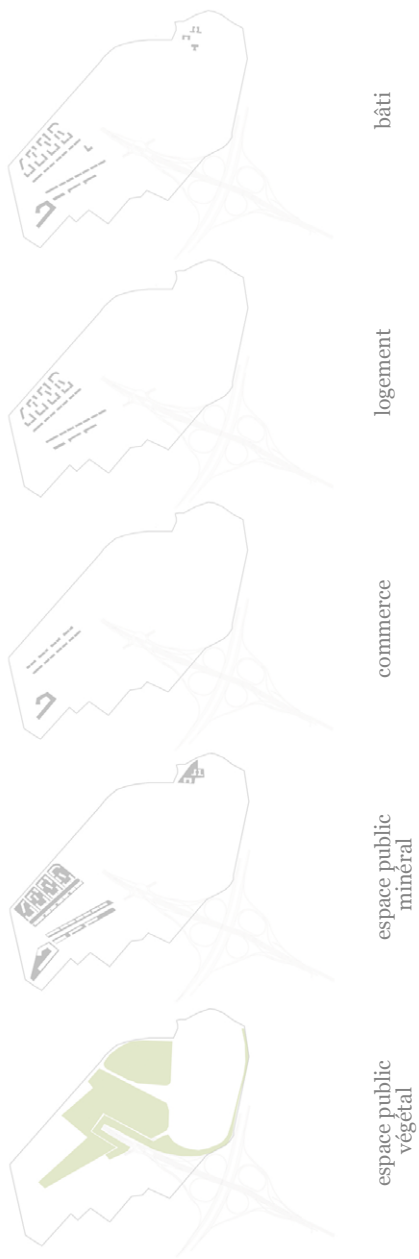 bâti
logement
commerce
espace public
minéral
espace public
végétal